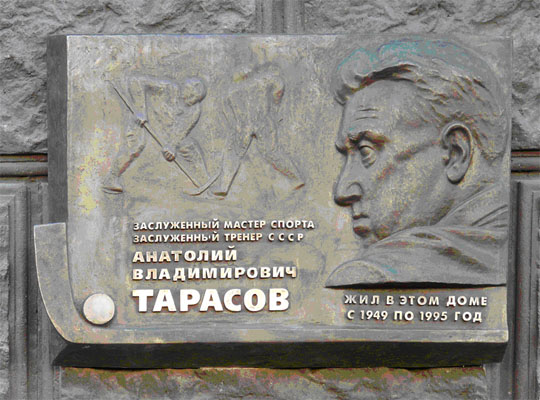 ЗАСЛУЖЕННЫЙ МАСТЕР СПОРТА
ЗАСЛУЖЕННЫЙ ТРЕНЕР СССР
АНАТОЛИЙ
ВЛАДИМИРОВИЧ
ТАРАСОВ
ЖИЛ В ЭТОМ ДОМЕ
С 1949 ПО 1995 ГОД